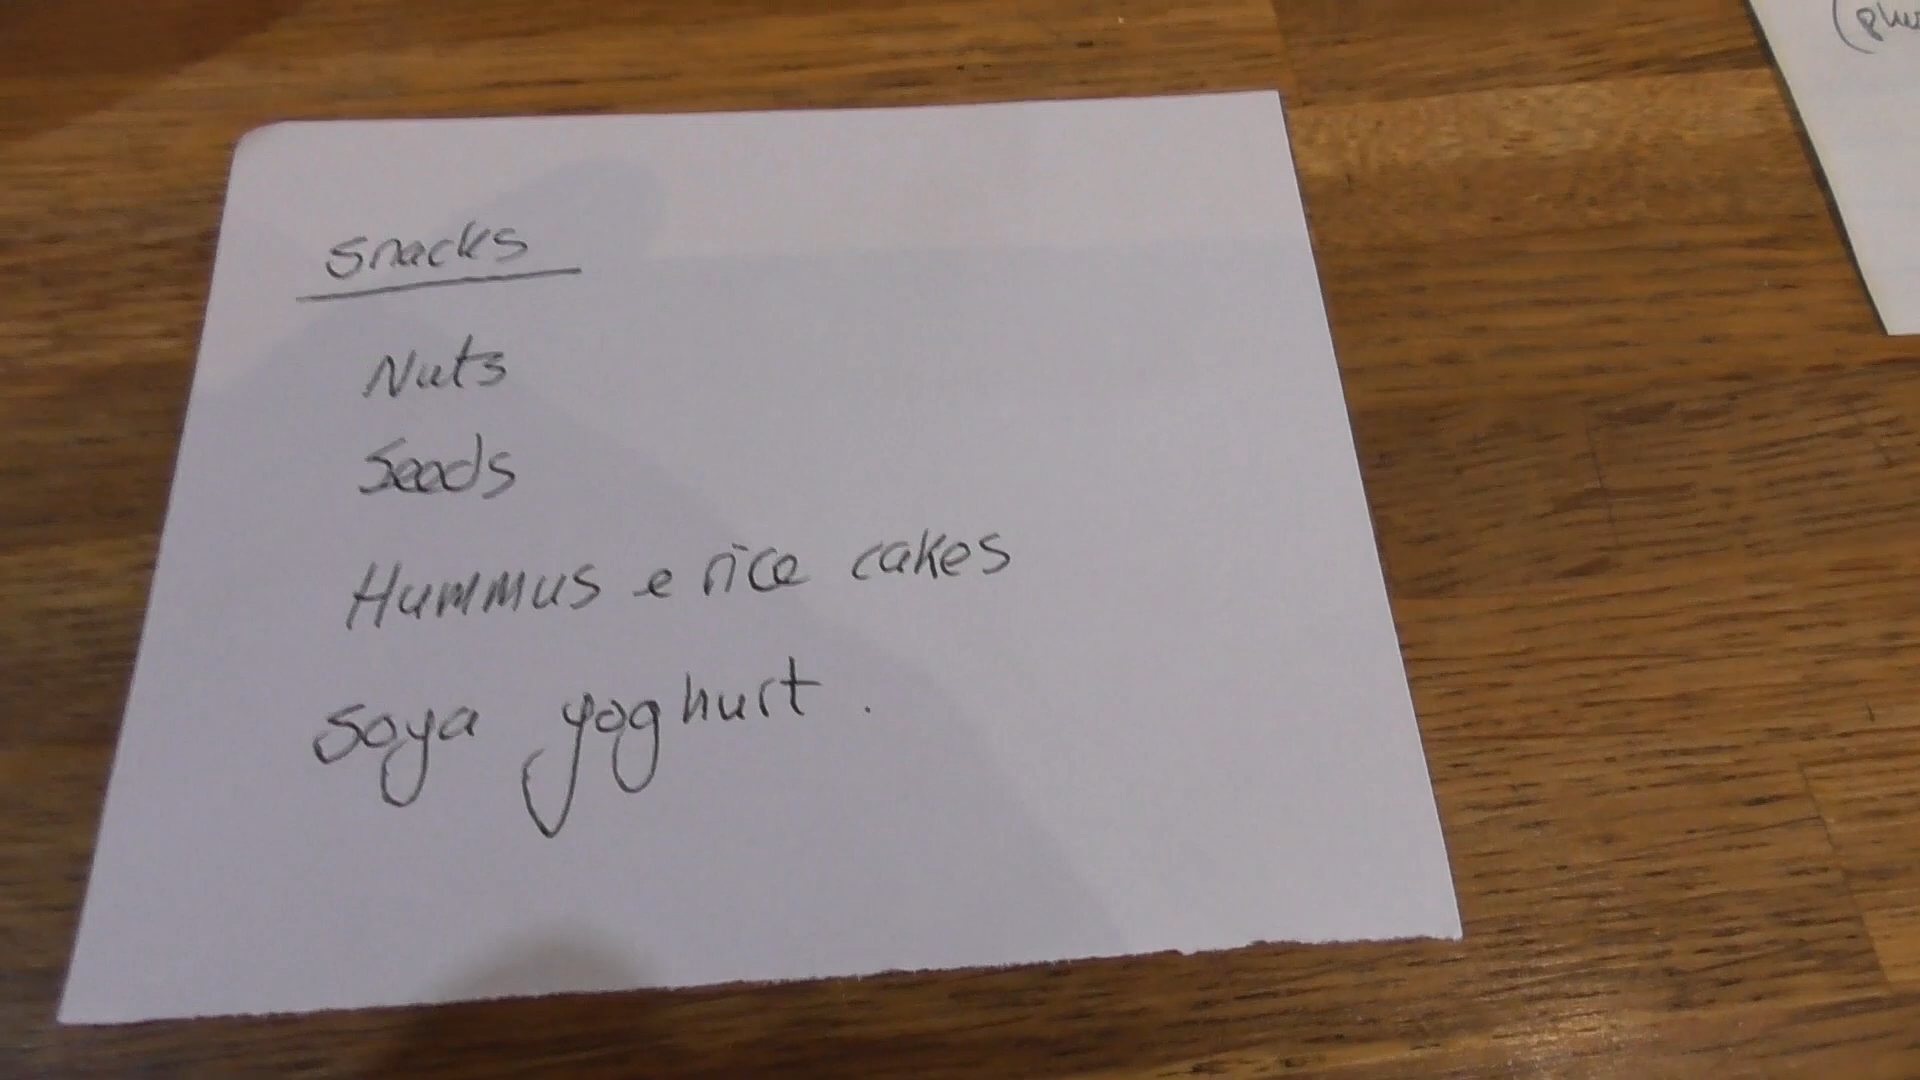 Snacks
Nuts
Seeds
Hummus e rice cakes
Soya yoghurt.